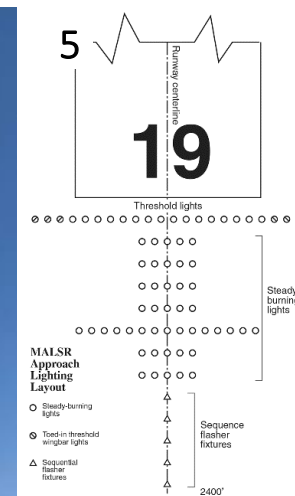 5
Runway centerline
19
Threshold lights
Steady
burning
lights
MALSR
Approach
Lighting
Layout
Steady-burning
lights
Toed-in threshold
wingbar lights
Sequential
flasher
fixtures
Sequence
flasher
fixtures
2400'